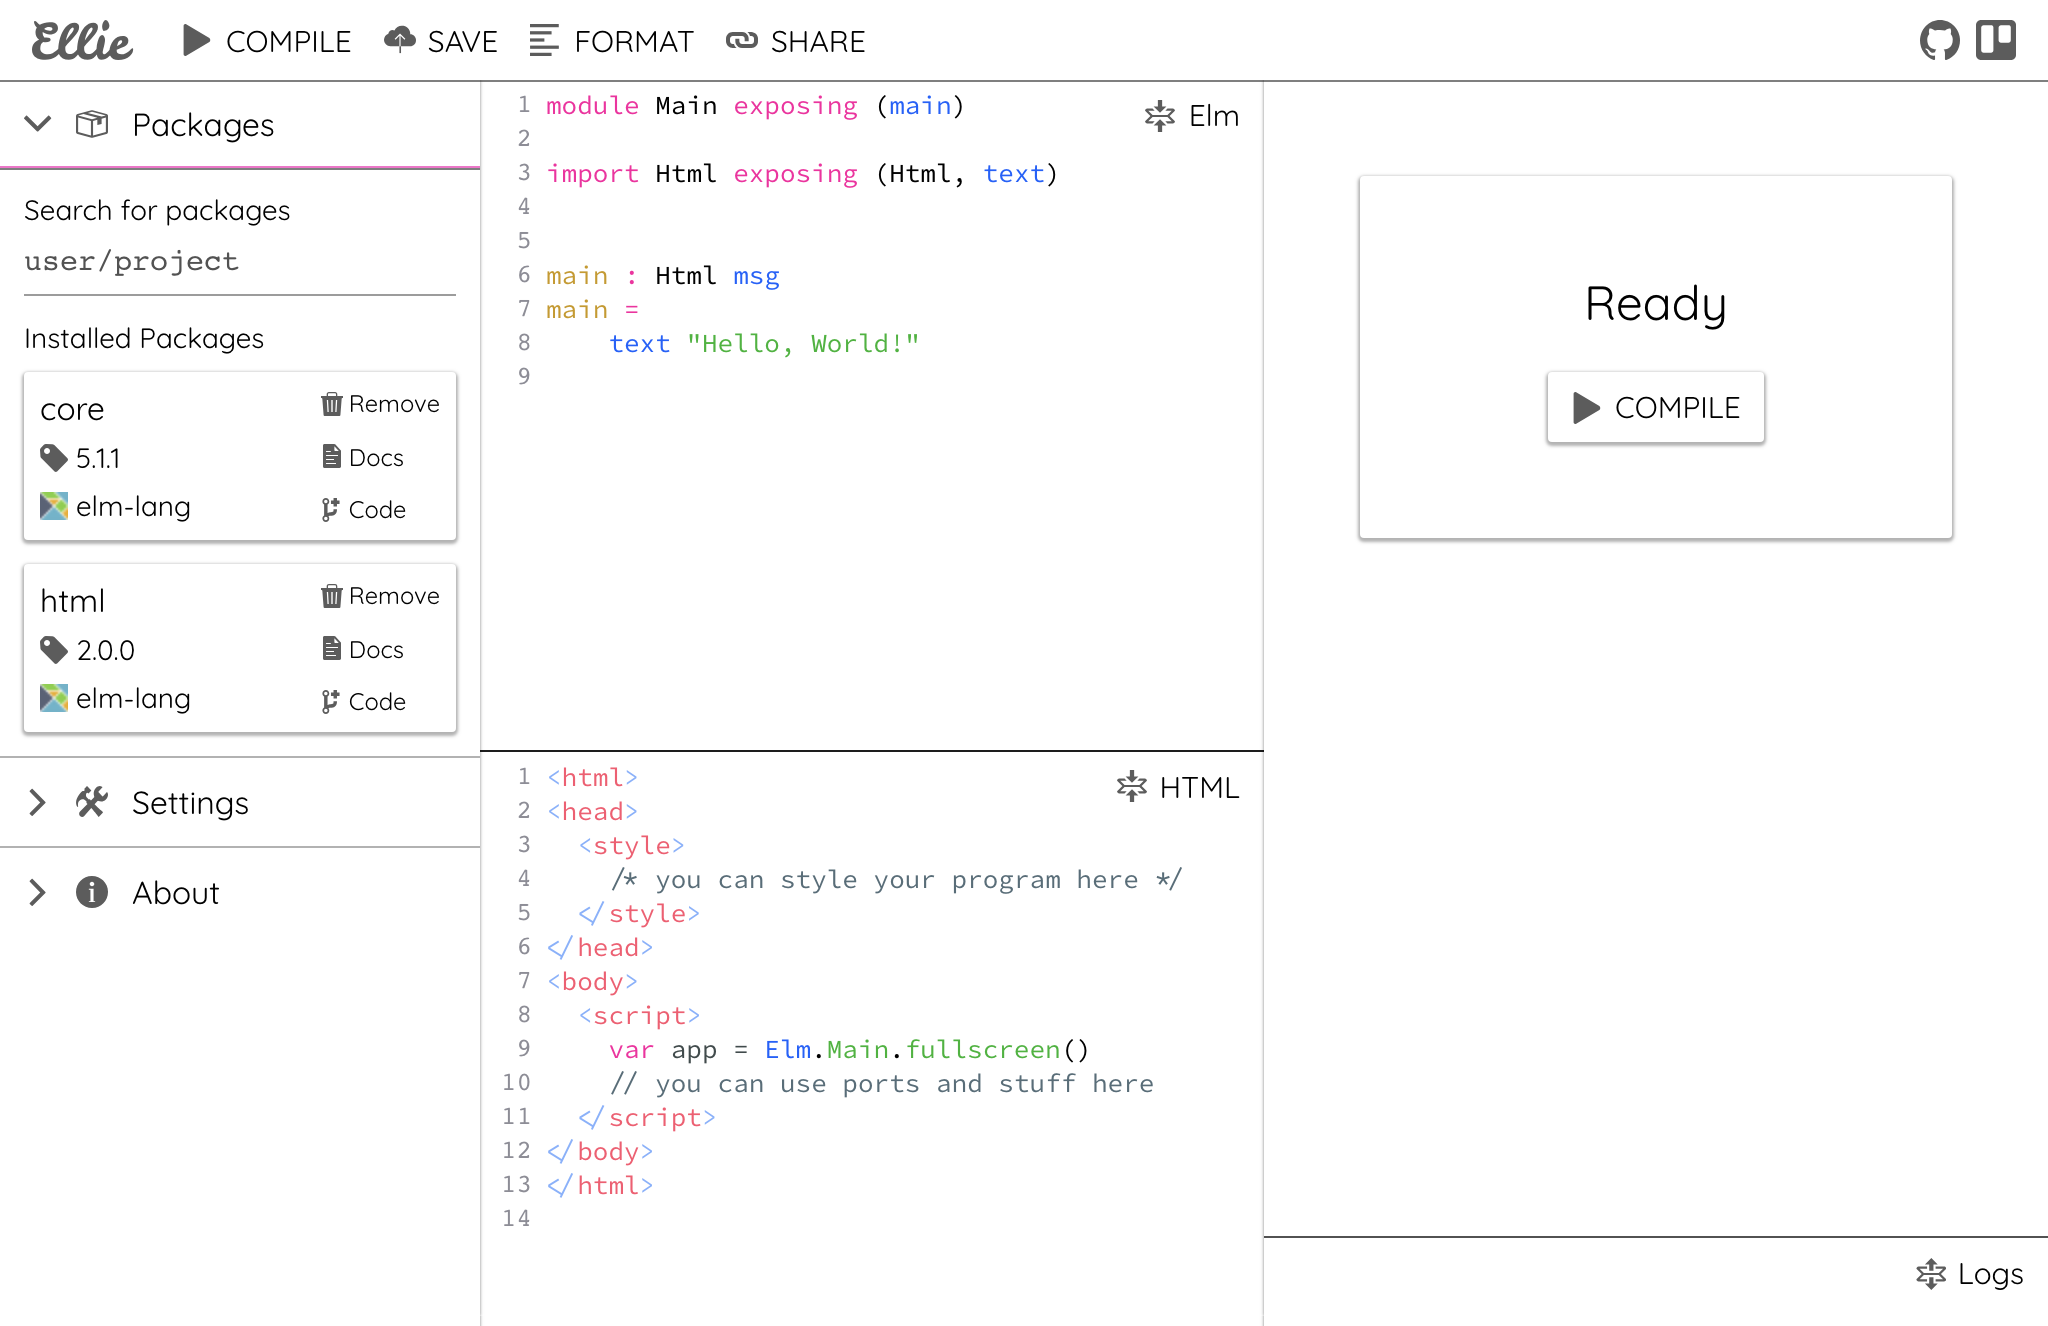 Ellie COMPILE SAVE FORMAT SHARE
Packages
Search for packages
user/project
Installed Packages
core
Remove
5.1.1
Docs
elm-lang
Code
html
Remove
2.0.0
Docs
elm-lang
Code
Settings
About
Elm
1 module Main exposing (main)
2
3 import Html exposing (Html, text)
4
5
6 main : Html msg
7 main =
8     text "Hello, World!"
9
HTML
1 <html>
2 <head>
3   <style>
4     /* you can style your program here */
5   </style>
6 </head>
7 <body>
8   <script>
9     var app = Elm.Main.fullscreen()
10     // you can use ports and stuff here
11   </script>
12 </body>
13 </html>
14
Ready
COMPILE
Logs